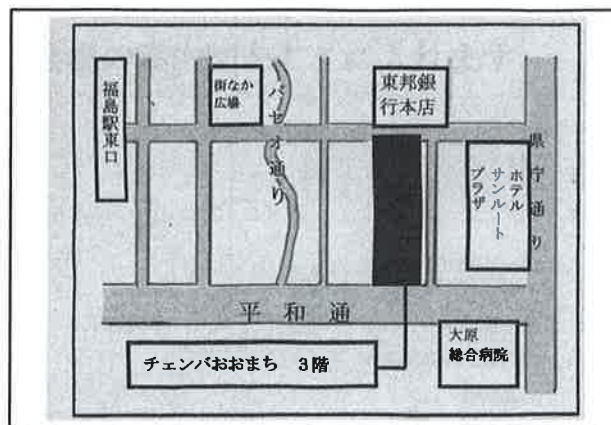 福島駅東口
街なか
広場
パセオ通り
東邦銀
行本店
県庁通り
ホテル
サンルート
プラザ
平和通
大原
総合病院
チェンバおおまち 3階